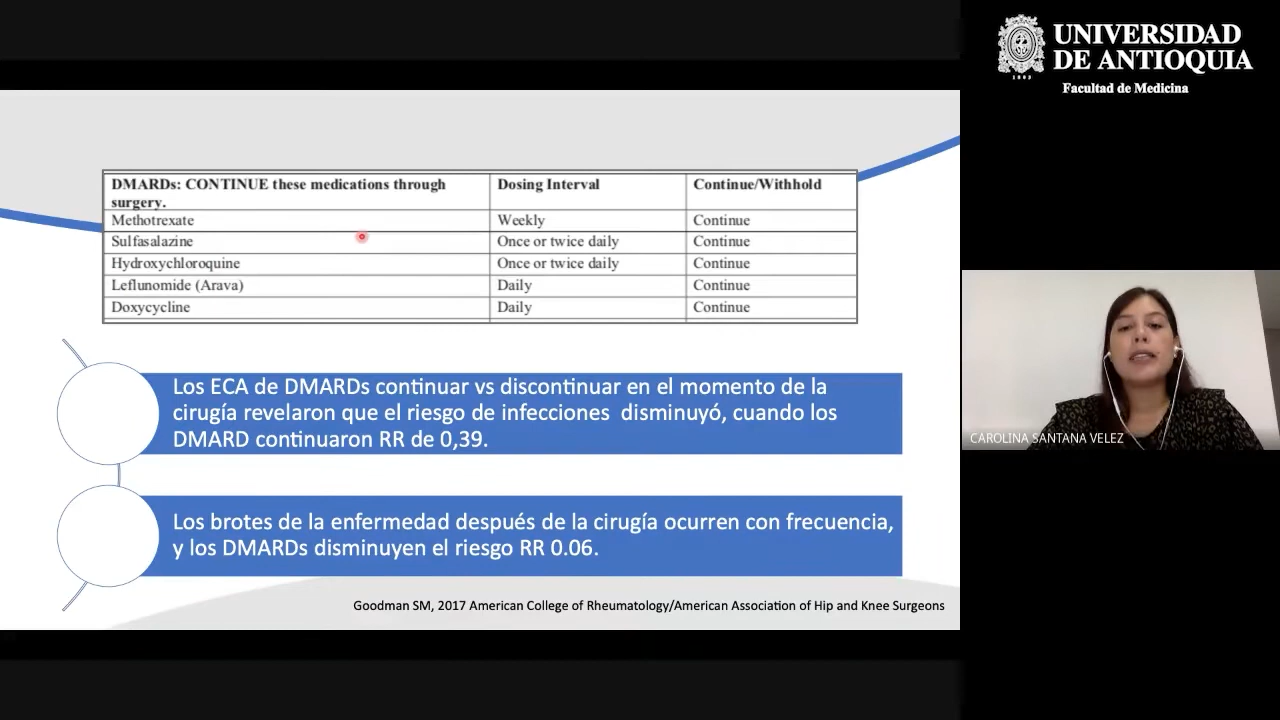 UNIVERSIDAD
DE ANTIOQUIA
1803
Facultad de Medicina
DMARDs: CONTINUE these medications through surgery. Dosing Interval Continue/Withhold
Methotrexate Weekly Continue
Sulfasalazine Once or twice daily Continue
Hydroxychloroquine Once or twice daily Continue
Leflunomide (Arava) Daily Continue
Doxycycline Daily Continue
Los ECA de DMARDs continuar vs discontinuar en el momento de la
cirugía revelaron que el riesgo de infecciones disminuyó, cuando los
DMARD continuaron RR de 0,39.
Los brotes de la enfermedad después de la cirugía ocurren con frecuencia,
y los DMARDs disminuyen el riesgo RR 0.06.
Goodman SM, 2017 American College of Rheumatology/American Association of Hip and Knee Surgeons
CAROLINA SANTANA VELEZ